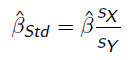 β̂_Std = β̂ s_X / s_Y